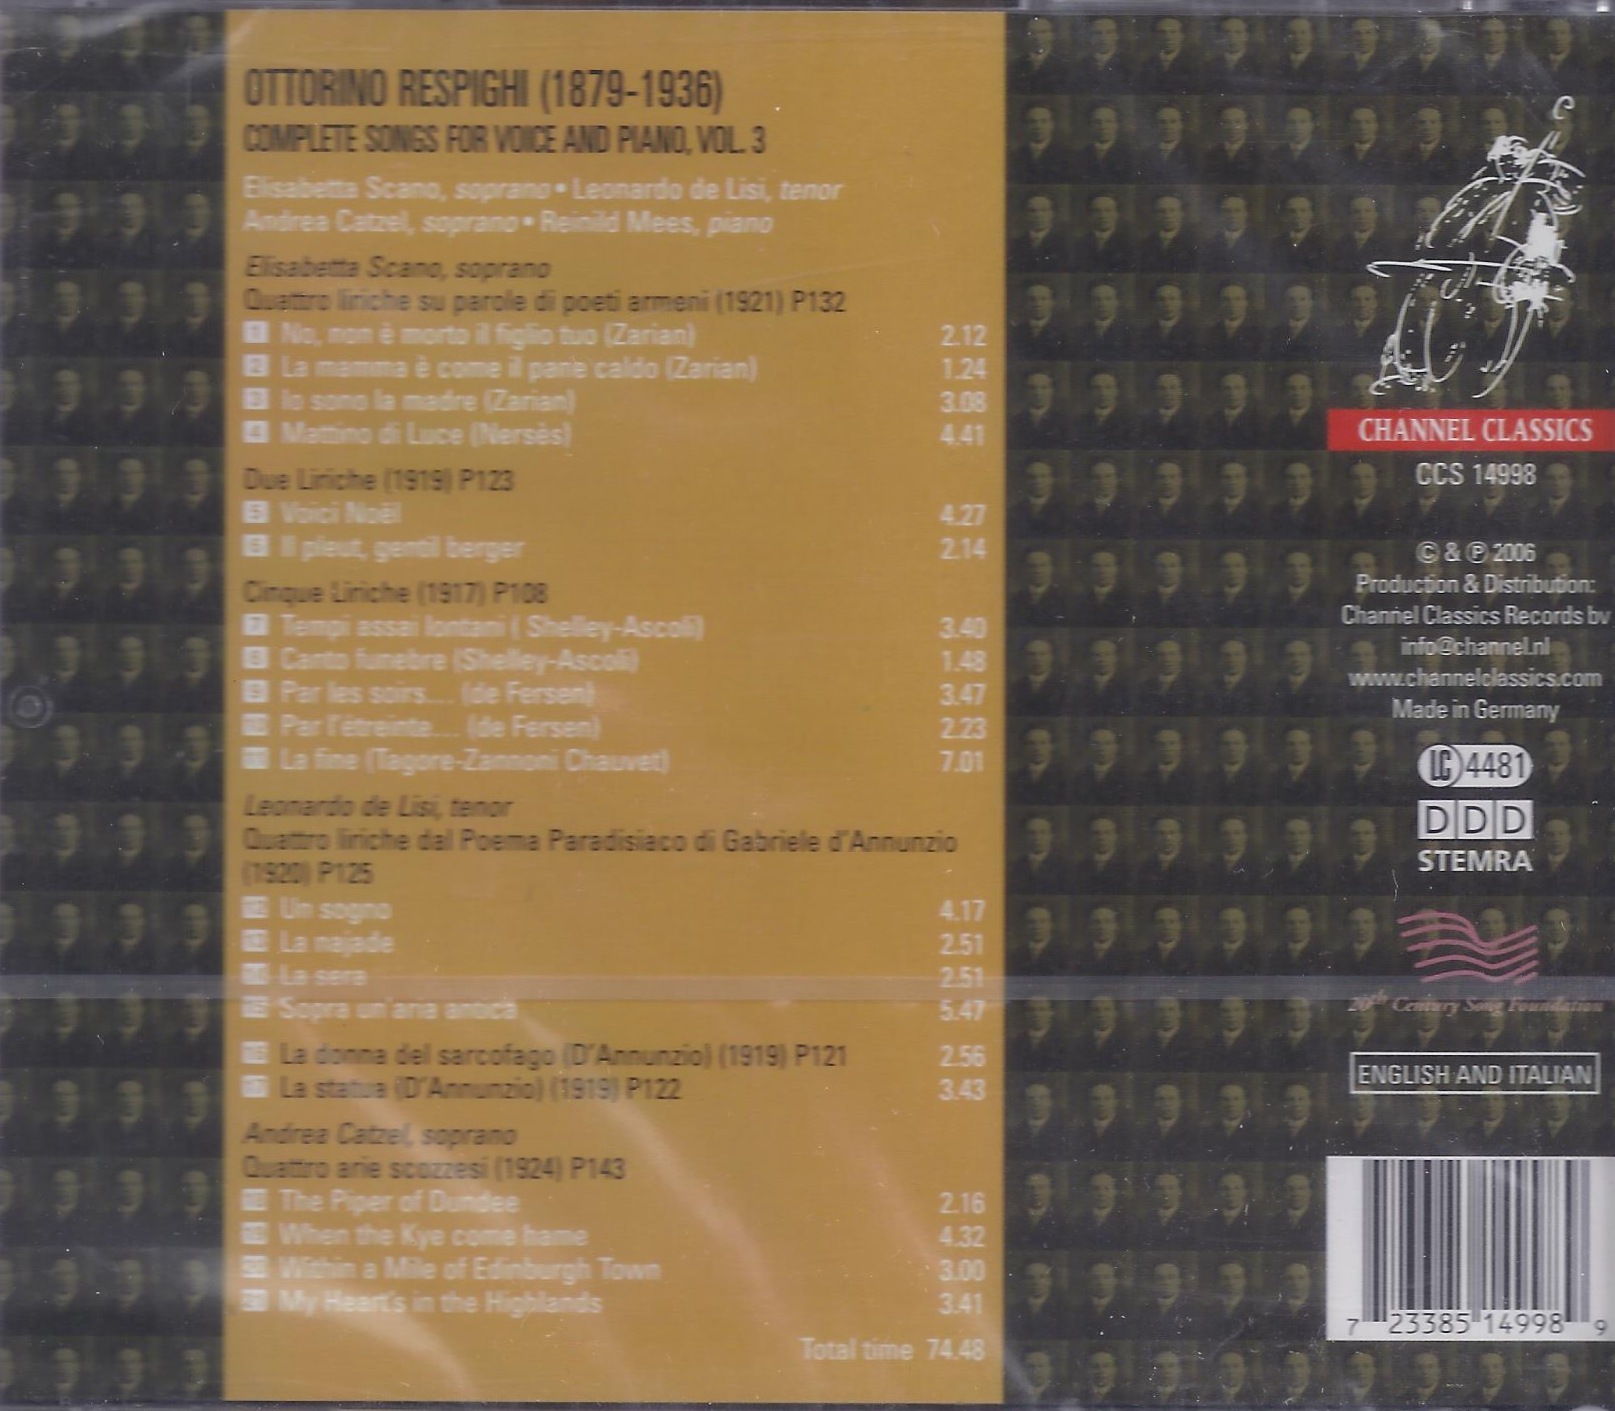 OTTORINO RESPIGHI (1879-1936)
COMPLETE SONGS FOR VOICE AND PIANO, VOL. 3
Elisabetta Scano, soprano • Leonardo de Lisi, tenor
Andrea Catzel, soprano • Reinild Mees, piano
Elisabetta Scano, soprano
Quattro liriche su parole di poeti armeni (1921) P132
1 No, non è morto il figlio tuo (Zarian) 2.12
2 La mamma è come il pane caldo (Zarian) 1.24
3 Io sono la madre (Zarian) 3.08
4 Mattino di Luce (Nersès) 4.41
Due Liriche (1919) P123
5 Voici Noël 4.27
6 Il pleut, gentil berger 2.14
Cinque Liriche (1917) P108
7 Tempi assai lontani ( Shelley-Ascoli) 3.40
8 Canto funebre (Shelley-Ascoli) 1.48
9 Par les soirs... (de Fersen) 3.47
10 Par l'étreinte... (de Fersen) 2.23
11 La fine (Tagore-Zannoni Chauvet) 7.01
Leonardo de Lisi, tenor
Quattro liriche dal Poema Paradisiaco di Gabriele d'Annunzio
(1920) P125
12 Un sogno 4.17
13 La najade 2.51
14 La sera 2.51
15 Sopra un'aria antica 5.47
16 La donna del sarcofago (D'Annunzio) (1919) P121 2.56
17 La statua (D'Annunzio) (1919) P122 3.43
Andrea Catzel, soprano
Quattro arie scozzesi (1924) P143
18 The Piper of Dundee 2.16
19 When the Kye come hame 4.32
20 Within a Mile of Edinburgh Town 3.00
21 My Heart's in the Highlands 3.41
Total time 74.48
CHANNEL CLASSICS
CCS 14998
© & ℗ 2006
Production & Distribution:
Channel Classics Records bv
info@channel.nl
www.channelclassics.com
Made in Germany
LC 4481
DDD
STEMRA
20th Century Song Foundation
ENGLISH AND ITALIAN
7 23385 14998 9